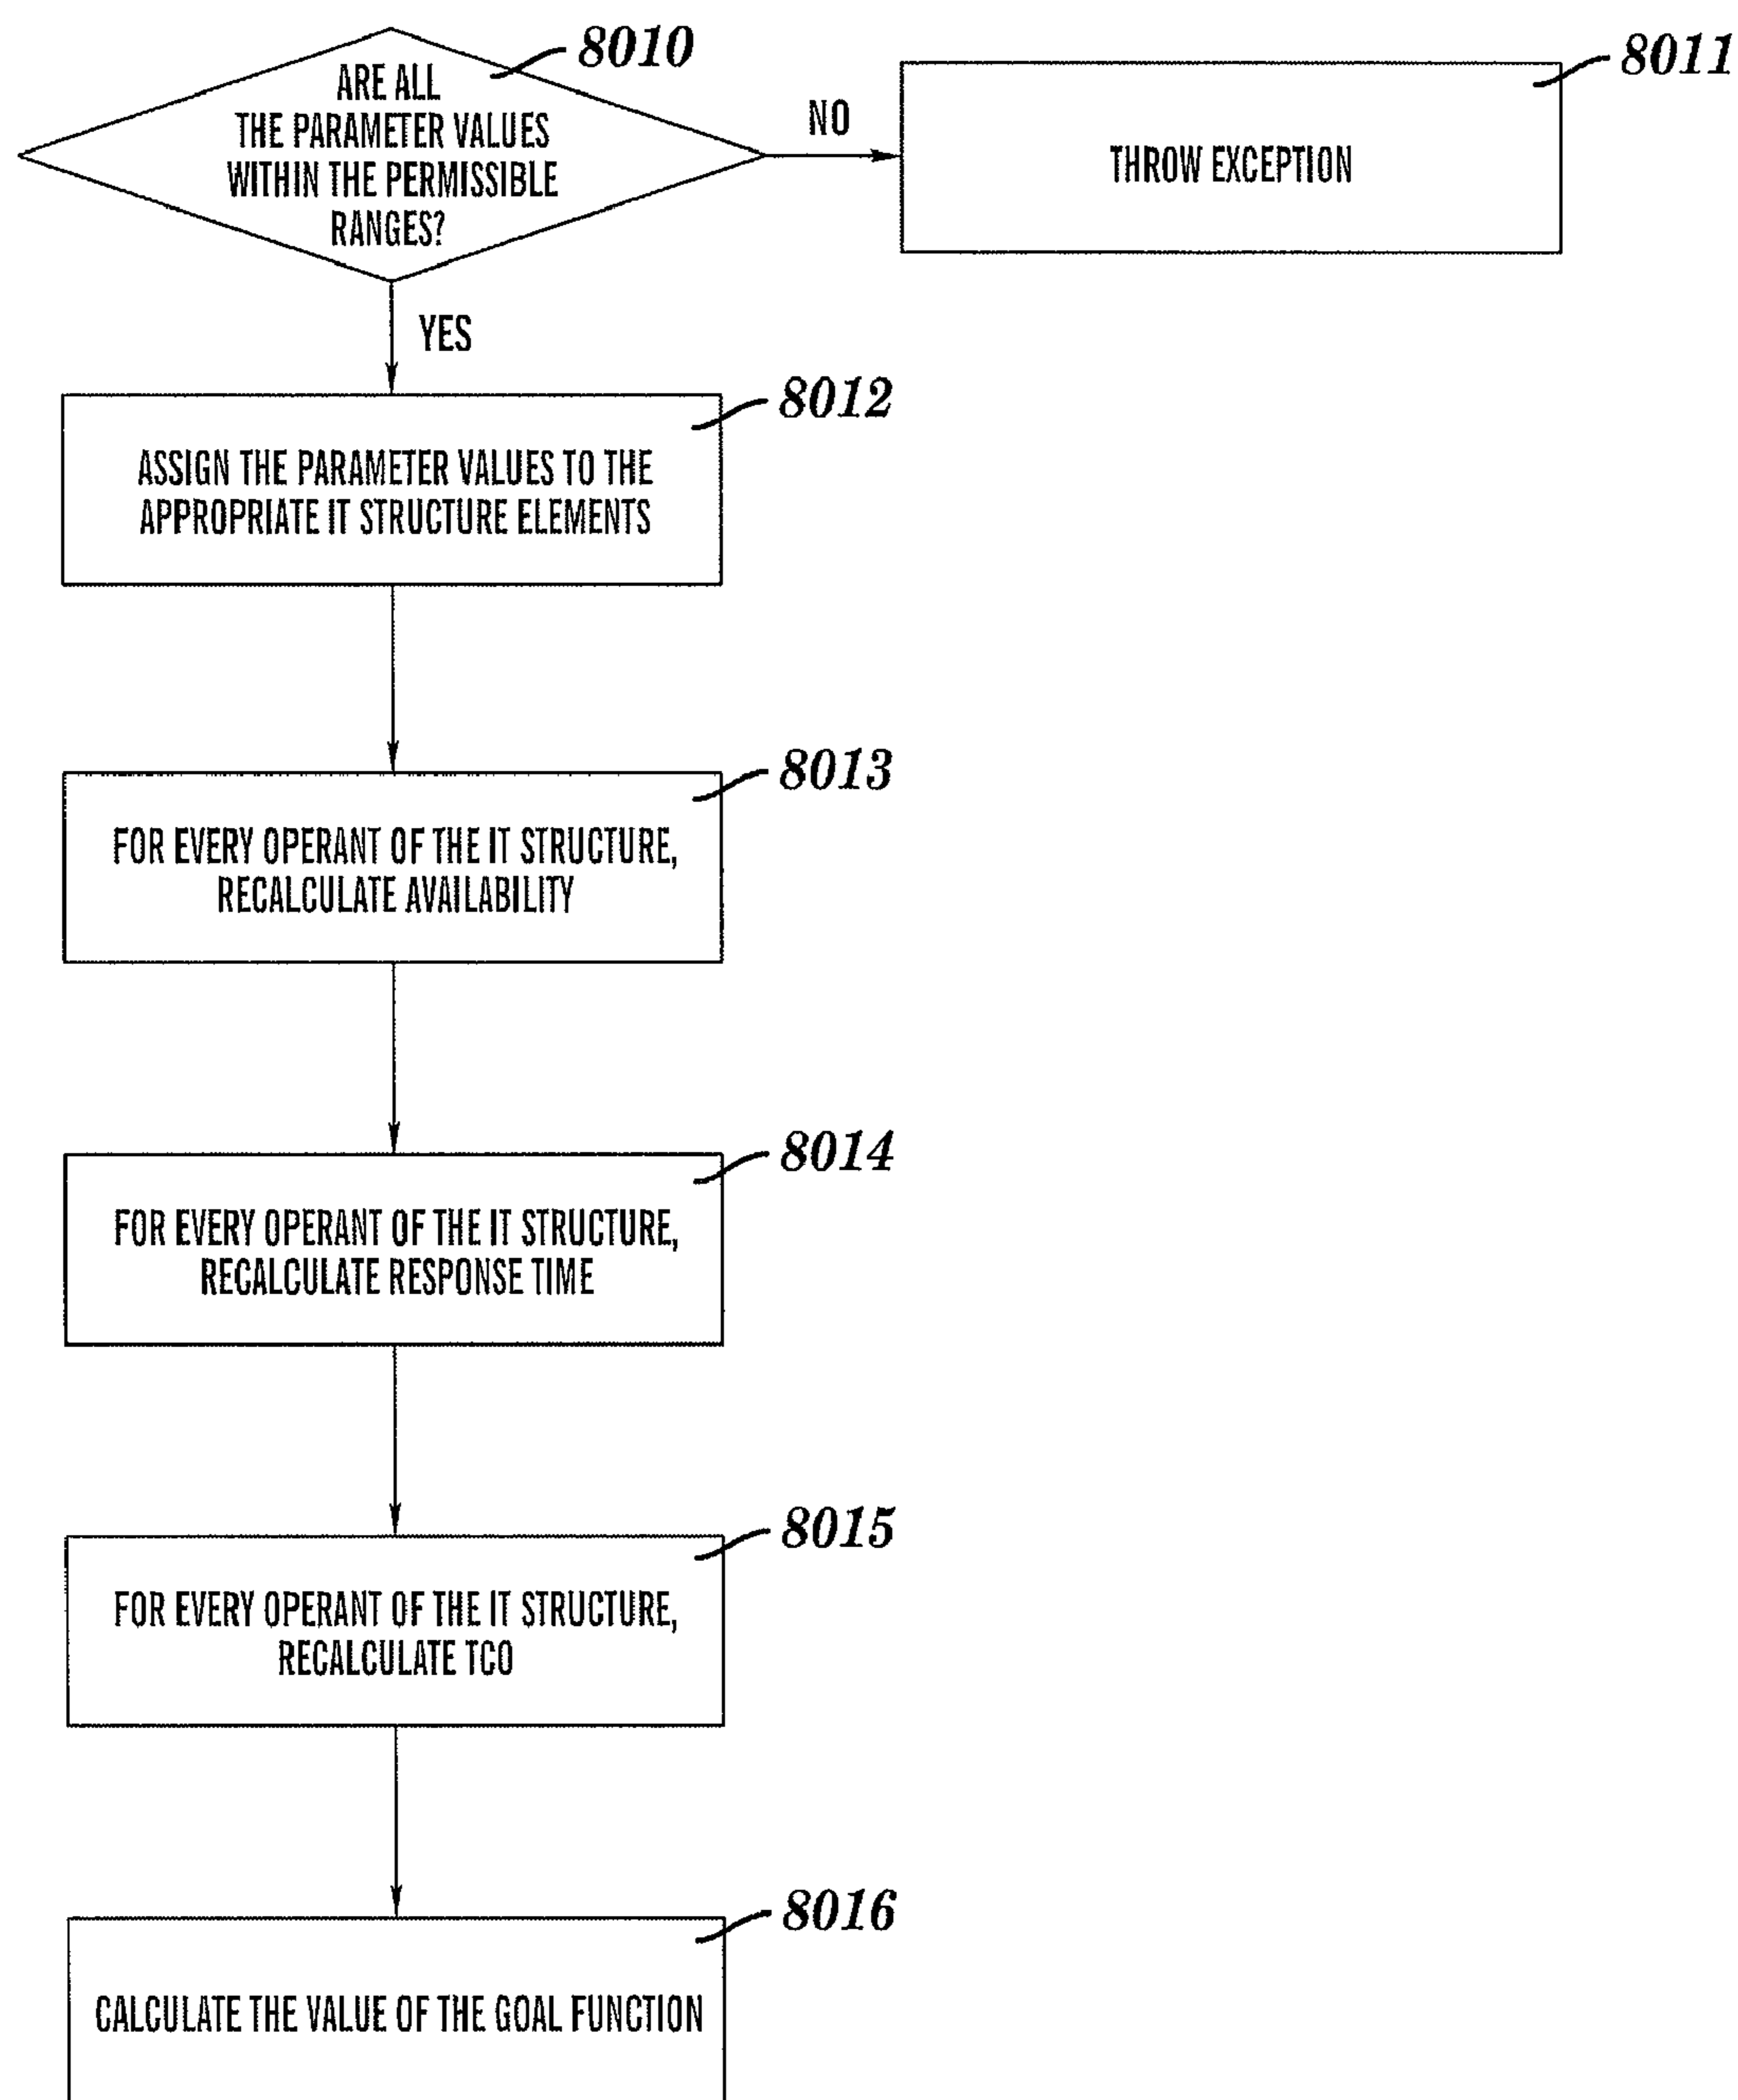 8010
ARE ALL
THE PARAMETER VALUES
WITHIN THE PERMISSIBLE
RANGES?
NO
8011
THROW EXCEPTION
YES
8012
ASSIGN THE PARAMETER VALUES TO THE
APPROPRIATE IT STRUCTURE ELEMENTS
8013
FOR EVERY OPERANT OF THE IT STRUCTURE,
RECALCULATE AVAILABILITY
8014
FOR EVERY OPERANT OF THE IT STRUCTURE,
RECALCULATE RESPONSE TIME
8015
FOR EVERY OPERANT OF THE IT STRUCTURE,
RECALCULATE TCO
8016
CALCULATE THE VALUE OF THE GOAL FUNCTION